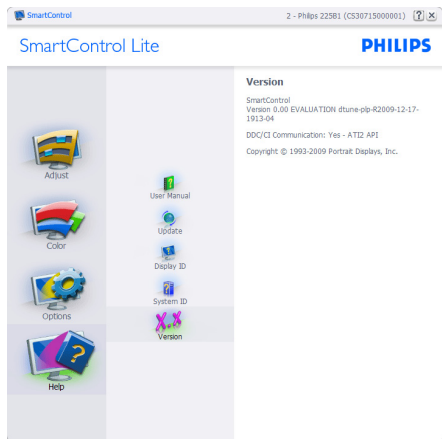 SmartControl
2 - Philips 225B1 (CS30715000001)
SmartControl Lite
PHILIPS
Adjust
Color
Options
Help
User Manual
Update
Display ID
System ID
X.X
Version
Version
SmartControl
Version 0.00 EVALUATION dtune-plp-R2009-12-17-
1913-04
DDC/CI Communication: Yes - ATI2 API
Copyright © 1993-2009 Portrait Displays, Inc.